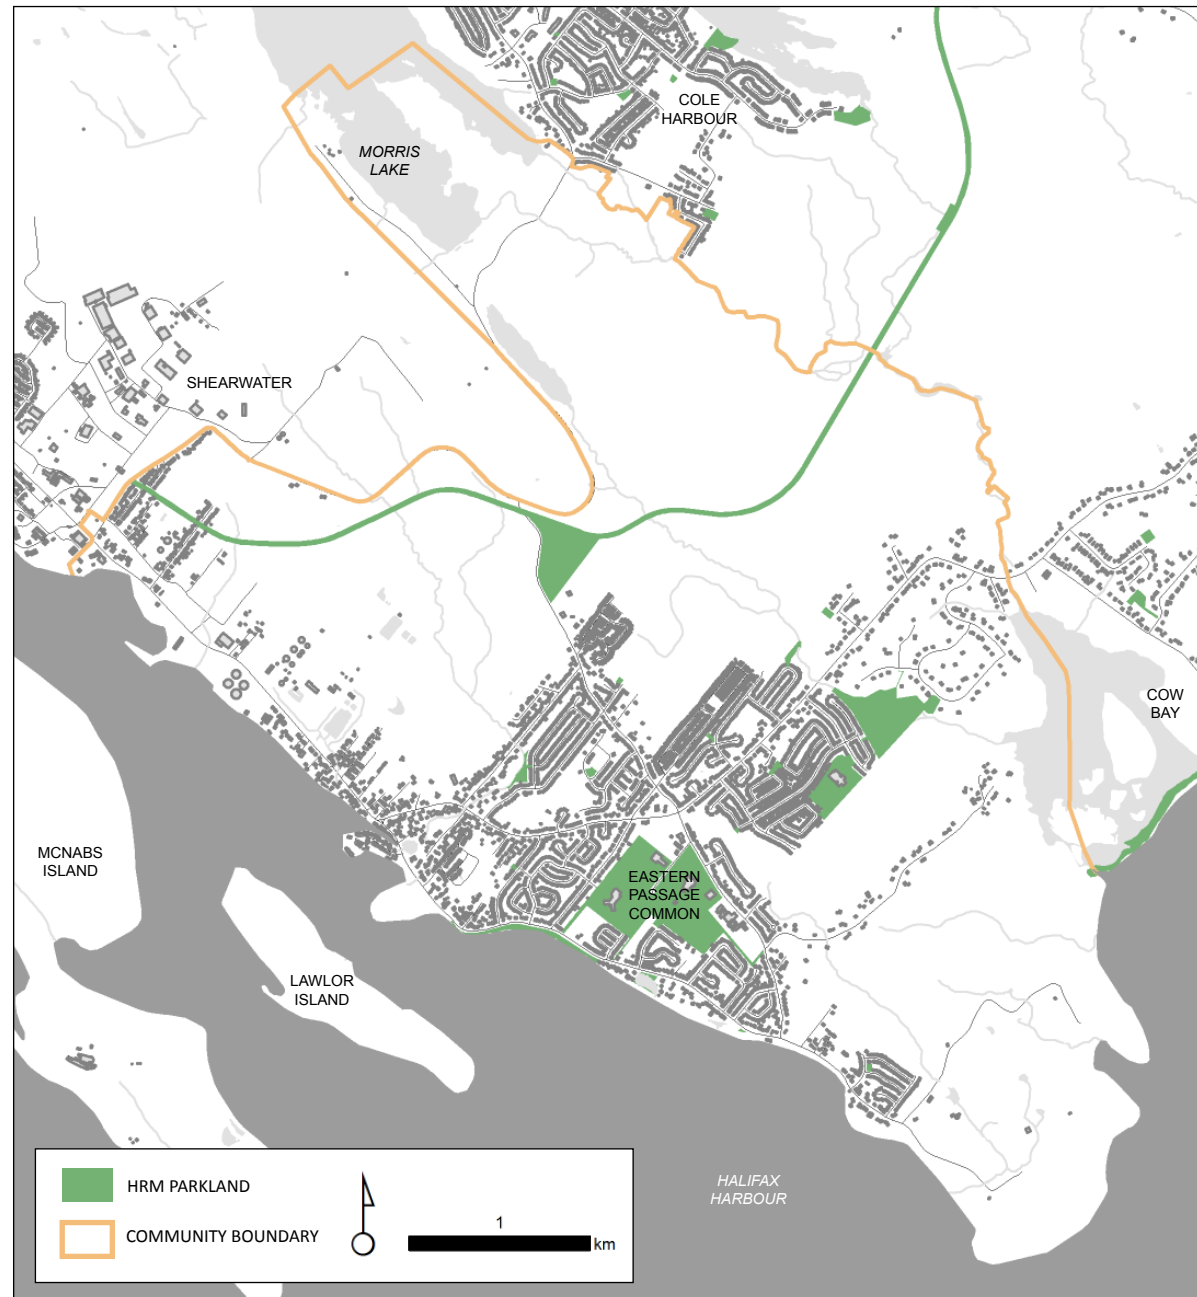 COLE
HARBOUR
MORRIS
LAKE
SHEARWATER
COW
BAY
MCNABS
ISLAND
EASTERN
PASSAGE
COMMON
LAWLOR
ISLAND
HALIFAX
HARBOUR
HRM PARKLAND
COMMUNITY BOUNDARY
1
km